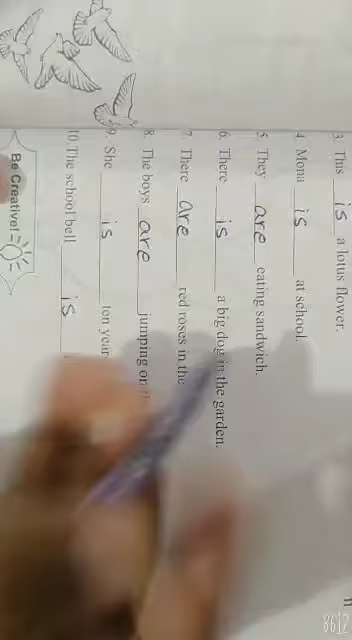 3. This is a lotus flower.
4. Mona is at school.
5. They are eating sandwich.
6. There is a big dog in the garden.
7. There are red roses in the
8. The boys are jumping on
9. She is ten year
10. The school bell is
Be Creative!